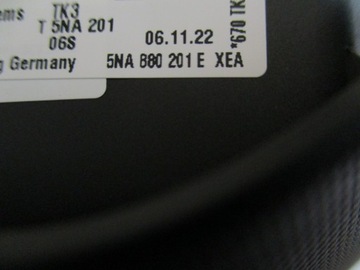 ems TK3
T 5NA 201
06S 06.11.22
g Germany 5NA 880 201 E XEA
*670 TK